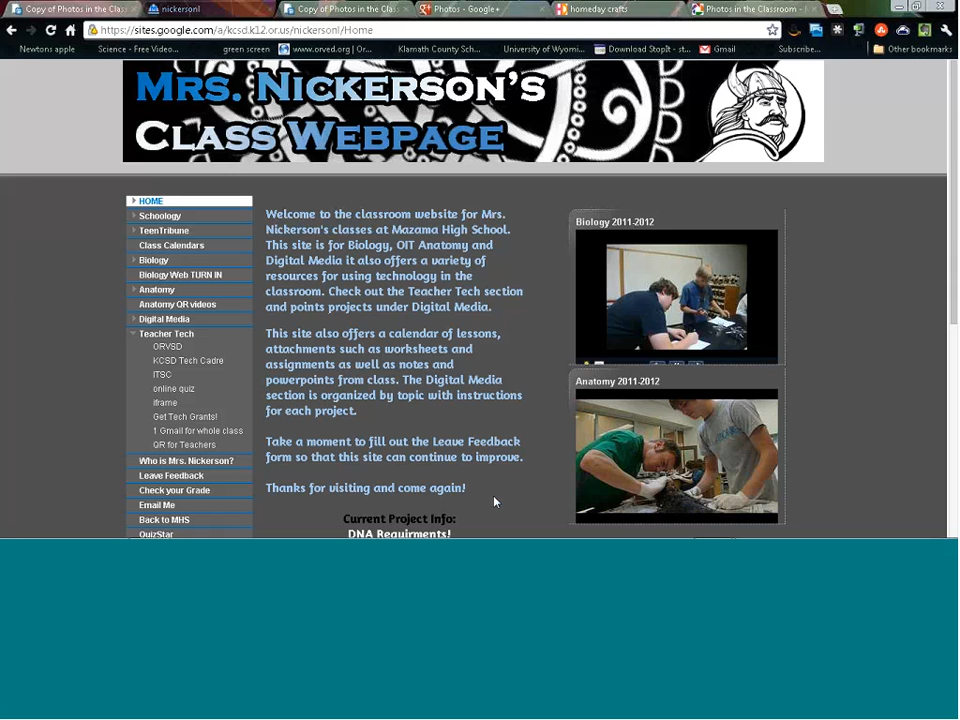 Copy of Photos in the Class
nickersonl
Copy of Photos in the Class
Photos - Google+
homeday crafts
Photos in the Classroom - N
https://sites.google.com/a/kcsd.k12.or.us/nickersonl/Home
Newtons apple
Science - Free Video...
green screen
www.orved.org | Or...
Klamath County Sch...
University of Wyomi...
Download StopIt - st...
Gmail
Subscribe...
Other bookmarks
MRS. NICKERSON'S
CLASS WEBPAGE
HOME
Schoology
TeenTribune
Class Calendars
Biology
Biology Web TURN IN
Anatomy
Anatomy QR videos
Digital Media
Teacher Tech
ORVSD
KCSD Tech Cadre
ITSC
online quiz
iframe
Get Tech Grants!
1 Gmail for whole class
QR for Teachers
Who is Mrs. Nickerson?
Leave Feedback
Check your Grade
Email Me
Back to MHS
QuizStar
Welcome to the classroom website for Mrs.
Nickerson's classes at Mazama High School.
This site is for Biology, OIT Anatomy and
Digital Media it also offers a variety of
resources for using technology in the
classroom. Check out the Teacher Tech section
and points projects under Digital Media.
This site also offers a calendar of lessons,
attachments such as worksheets and
assignments as well as notes and
powerpoints from class. The Digital Media
section is organized by topic with instructions
for each project.
Take a moment to fill out the Leave Feedback
form so that this site can continue to improve.
Thanks for visiting and come again!
Current Project Info:
DNA Requirments!
Biology 2011-2012
Anatomy 2011-2012